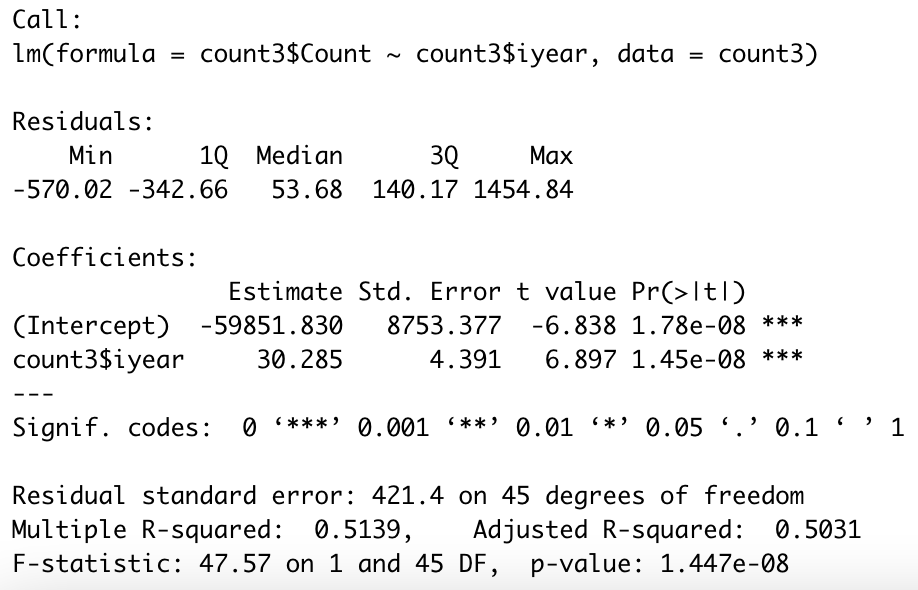 Call:
lm(formula = count3$Count ~ count3$iyear, data = count3)
Residuals:
    Min      1Q  Median      3Q     Max
-570.02 -342.66   53.68  140.17 1454.84
Coefficients:
               Estimate Std. Error t value Pr(>|t|)
(Intercept)  -59851.830   8753.377  -6.838 1.78e-08 ***
count3$iyear     30.285      4.391   6.897 1.45e-08 ***
---
Signif. codes:  0 ‘***’ 0.001 ‘**’ 0.01 ‘*’ 0.05 ‘.’ 0.1 ‘ ’ 1
Residual standard error: 421.4 on 45 degrees of freedom
Multiple R-squared:  0.5139,    Adjusted R-squared:  0.5031
F-statistic: 47.57 on 1 and 45 DF,  p-value: 1.447e-08